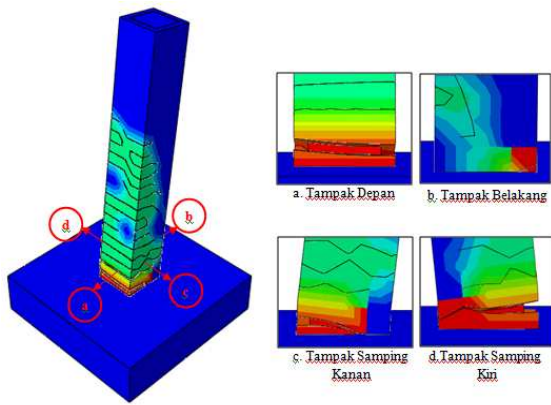 d
b
a
c
a. Tampak Depan
b. Tampak Belakang
c. Tampak Samping
Kanan
d. Tampak Samping
Kiri